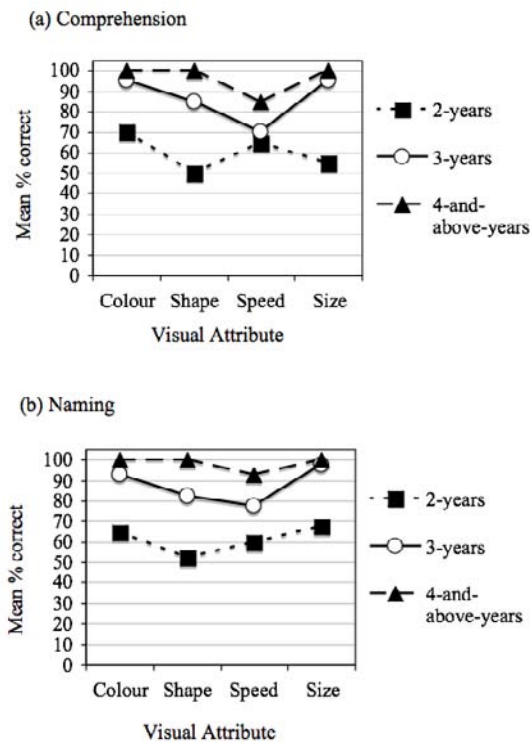 (a) Comprehension
100
90
80
70
60
50
40
30
20
10
0
Mean % correct
Colour Shape Speed Size
Visual Attribute
2-years
3-years
4-and-
above-years
(b) Naming
100
90
80
70
60
50
40
30
20
10
0
Mean % correct
Colour Shape Speed Size
Visual Attribute
2-years
3-years
4-and-
above-years